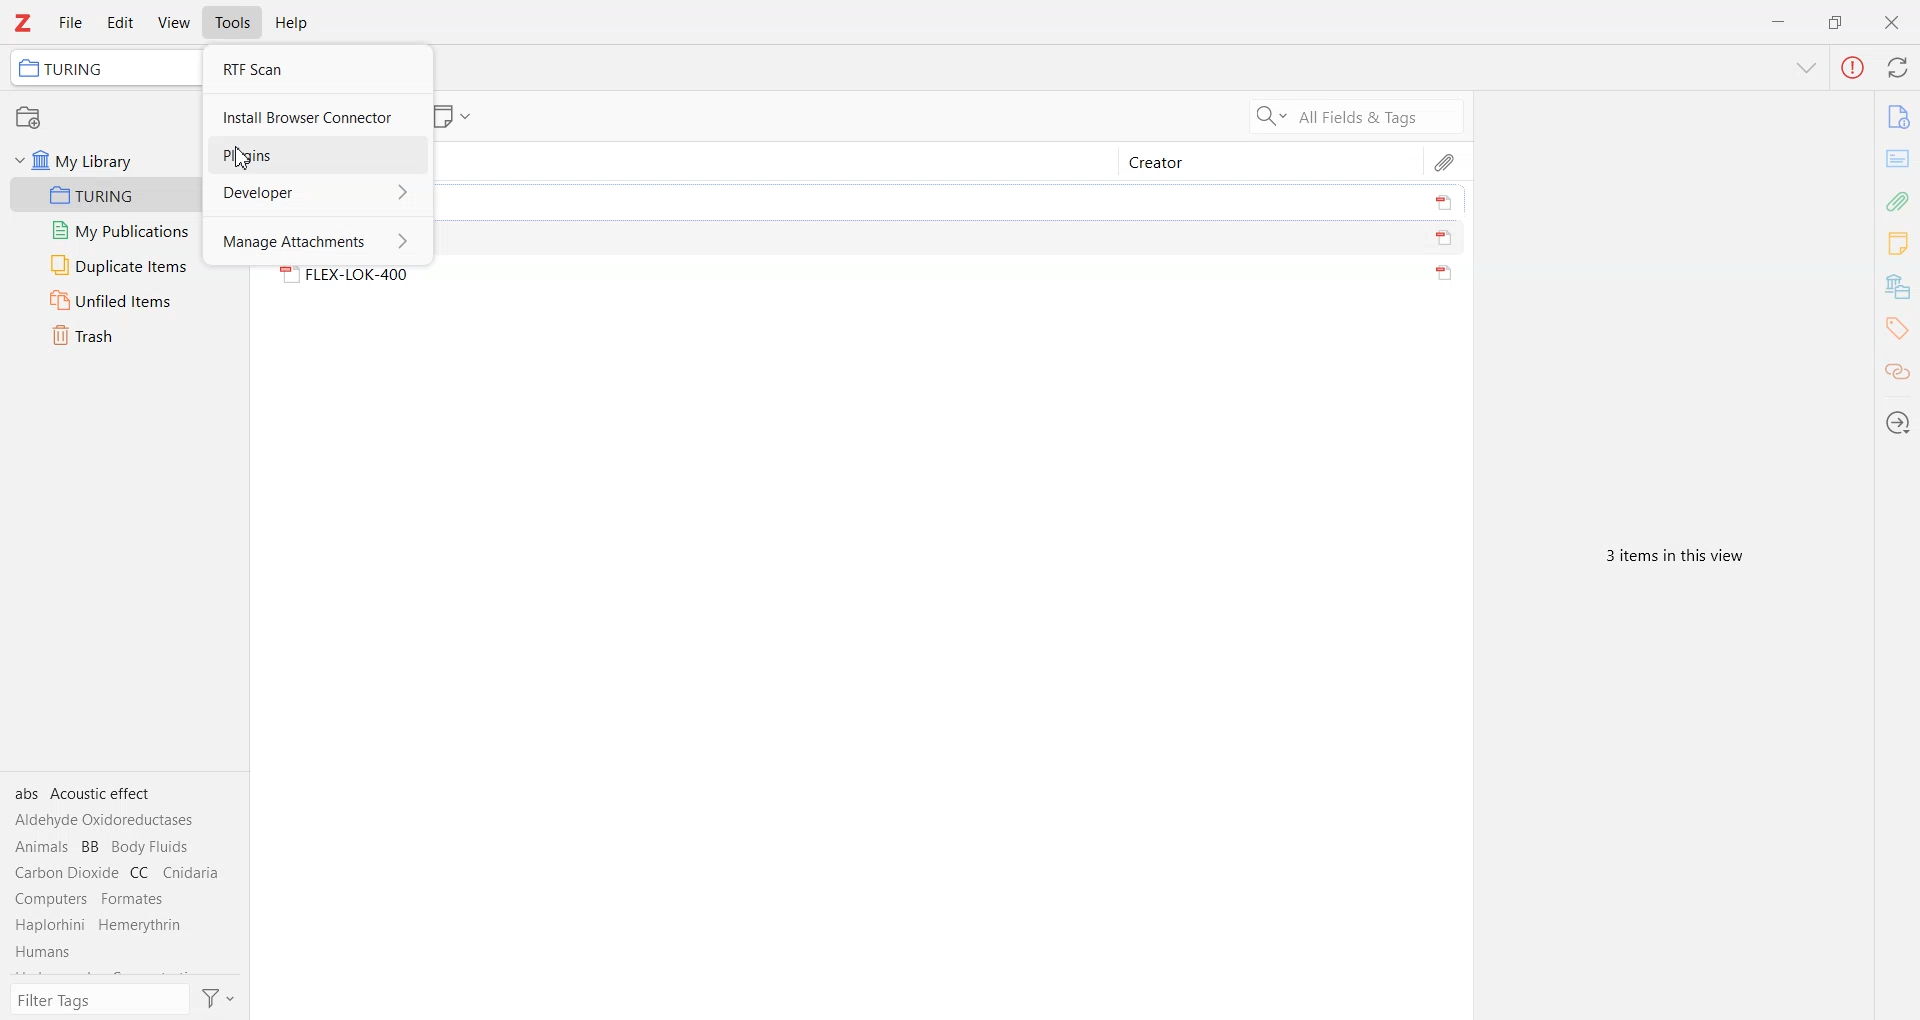 Z File Edit View Tools Help
TURING
RTF Scan
Install Browser Connector
Plugins
Developer
Manage Attachments
All Fields & Tags
Creator
FLEX-LOK-400
My Library
TURING
My Publications
Duplicate Items
Unfiled Items
Trash
3 items in this view
abs Acoustic effect
Aldehyde Oxidoreductases
Animals BB Body Fluids
Carbon Dioxide CC Cnidaria
Computers Formates
Haplorhini Hemerythrin
Humans
Filter Tags